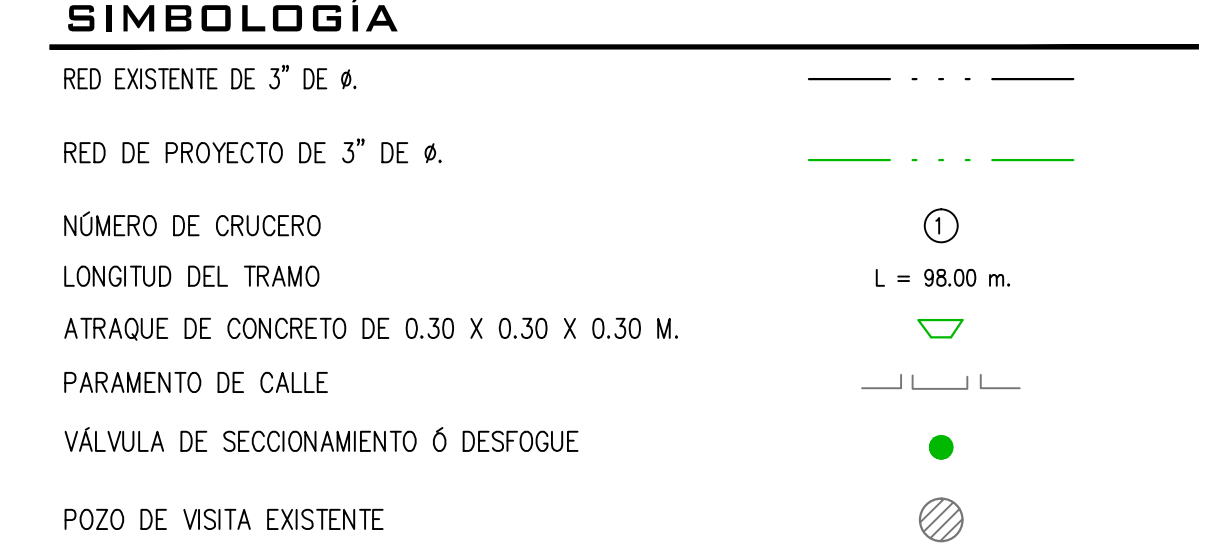 SIMBOLOGÍA
RED EXISTENTE DE 3" DE ø.
RED DE PROYECTO DE 3" DE ø.
NÚMERO DE CRUCERO
1
LONGITUD DEL TRAMO
L = 98.00 m.
ATRAQUE DE CONCRETO DE 0.30 X 0.30 X 0.30 M.
PARAMENTO DE CALLE
VÁLVULA DE SECCIONAMIENTO Ó DESFOGUE
POZO DE VISITA EXISTENTE